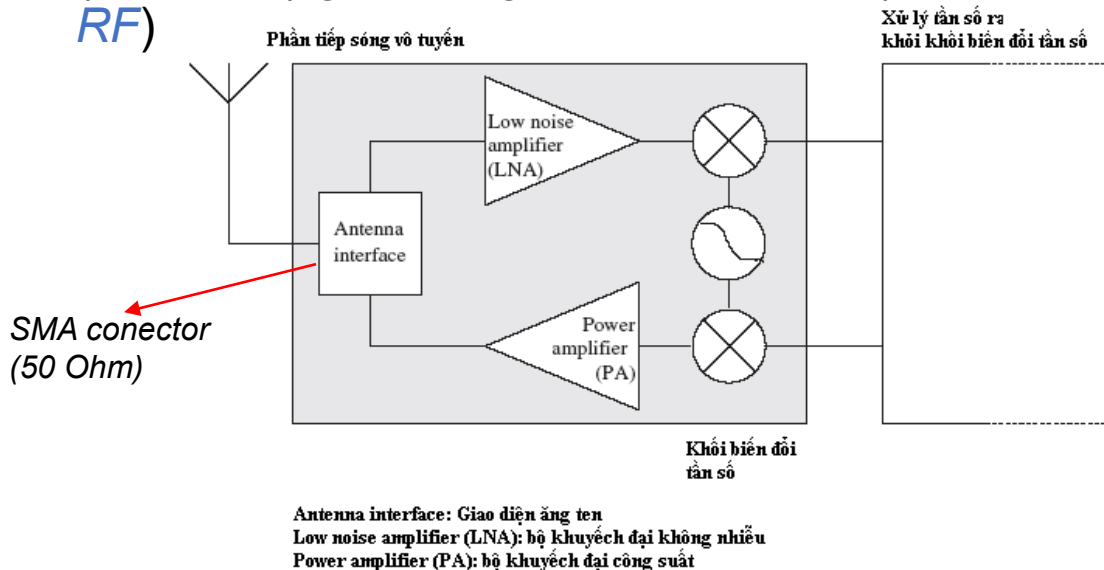 RF)
Phần tiếp sóng vô tuyến
Xử lý tần số ra
khỏi khối biến đổi tần số
Low noise
amplifier
(LNA)
Antenna
interface
SMA conector
(50 Ohm)
Power
amplifier
(PA)
Khối biến đổi
tần số
Antenna interface: Giao diện ăng ten
Low noise amplifier (LNA): bộ khuyếch đại không nhiễu
Power amplifier (PA): bộ khuyếch đại công suất